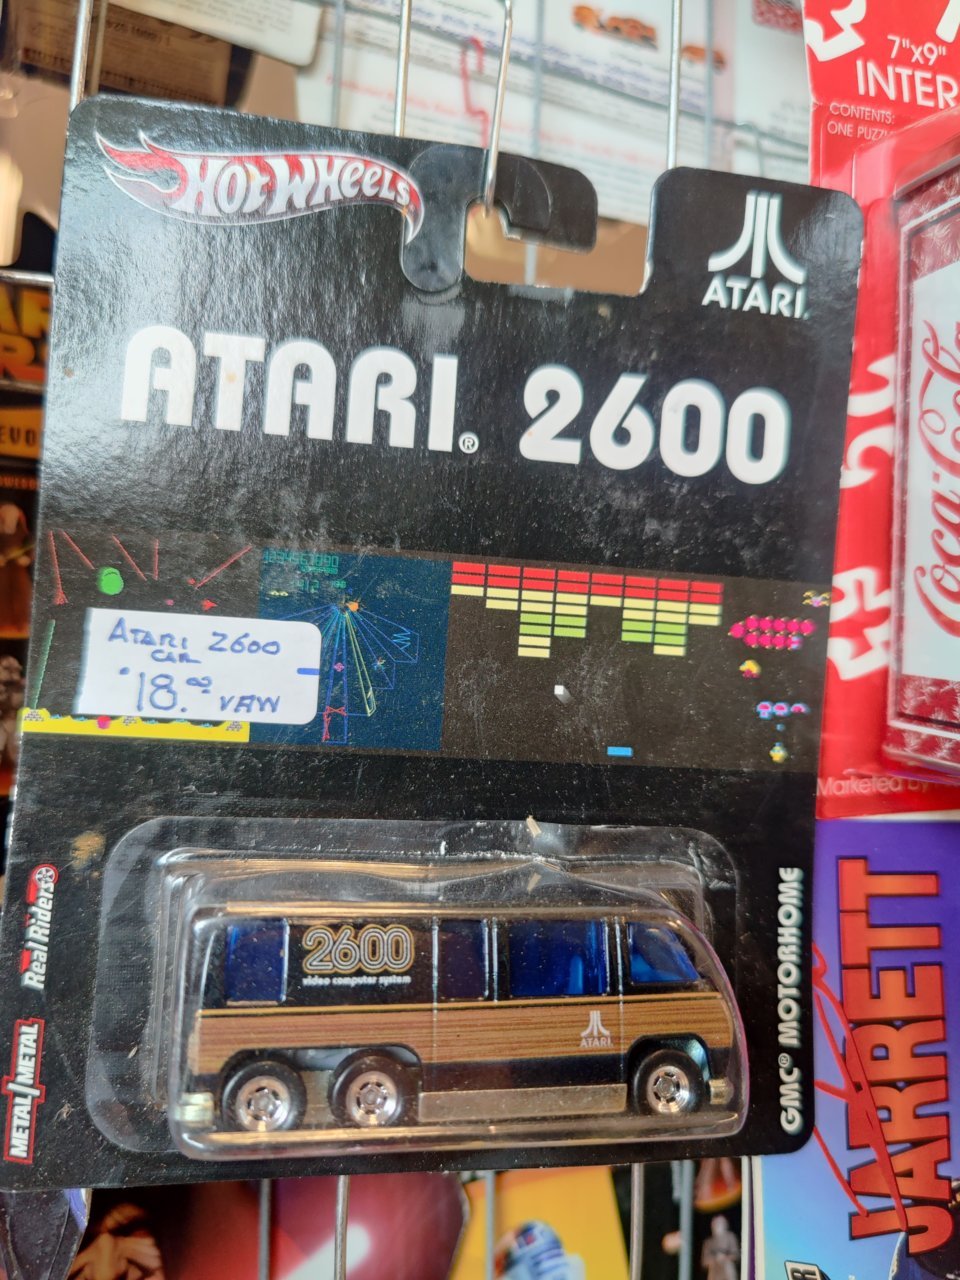 HOT WHEELS
ATARI
ATARI® 2600
1234567890
ATARI 2600
CAR
18.00 VAW
Real Riders
METAL/METAL
2600
video computer system
ATARI
GMC® MOTORHOME
7"x9"
INTER
CONTENTS:
ONE PUZZ
Coca-Cola
Marketed by
JARRETT